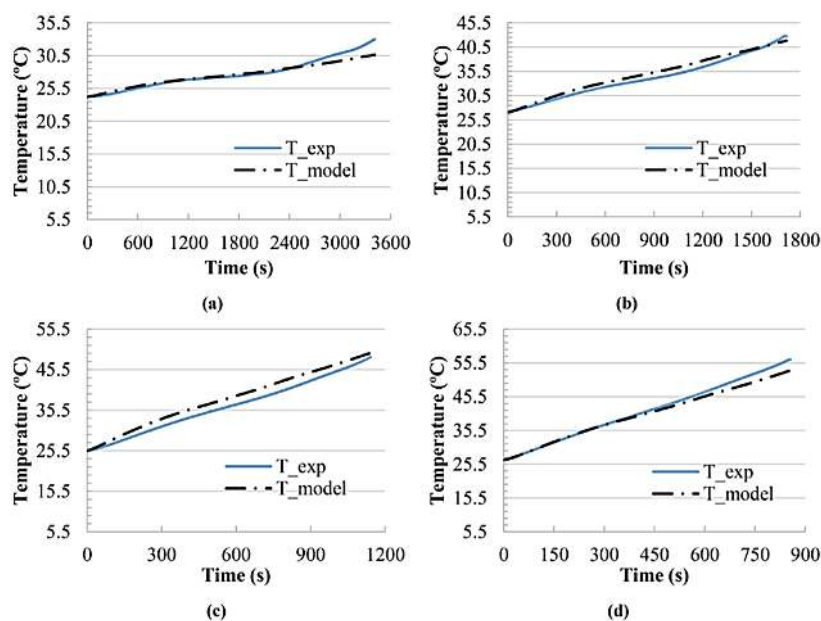 35.5
30.5
25.5
20.5
15.5
10.5
5.5
Temperature (ºC)
T_exp
T_model
0 600 1200 1800 2400 3000 3600
Time (s)
(a)
45.5
40.5
35.5
30.5
25.5
20.5
15.5
10.5
5.5
Temperature (ºC)
T_exp
T_model
0 300 600 900 1200 1500 1800
Time (s)
(b)
55.5
45.5
35.5
25.5
15.5
5.5
Temperature (ºC)
T_exp
T_model
0 300 600 900 1200
Time (s)
(c)
65.5
55.5
45.5
35.5
25.5
15.5
5.5
Temperature (ºC)
T_exp
T_model
0 150 300 450 600 750 900
Time (s)
(d)